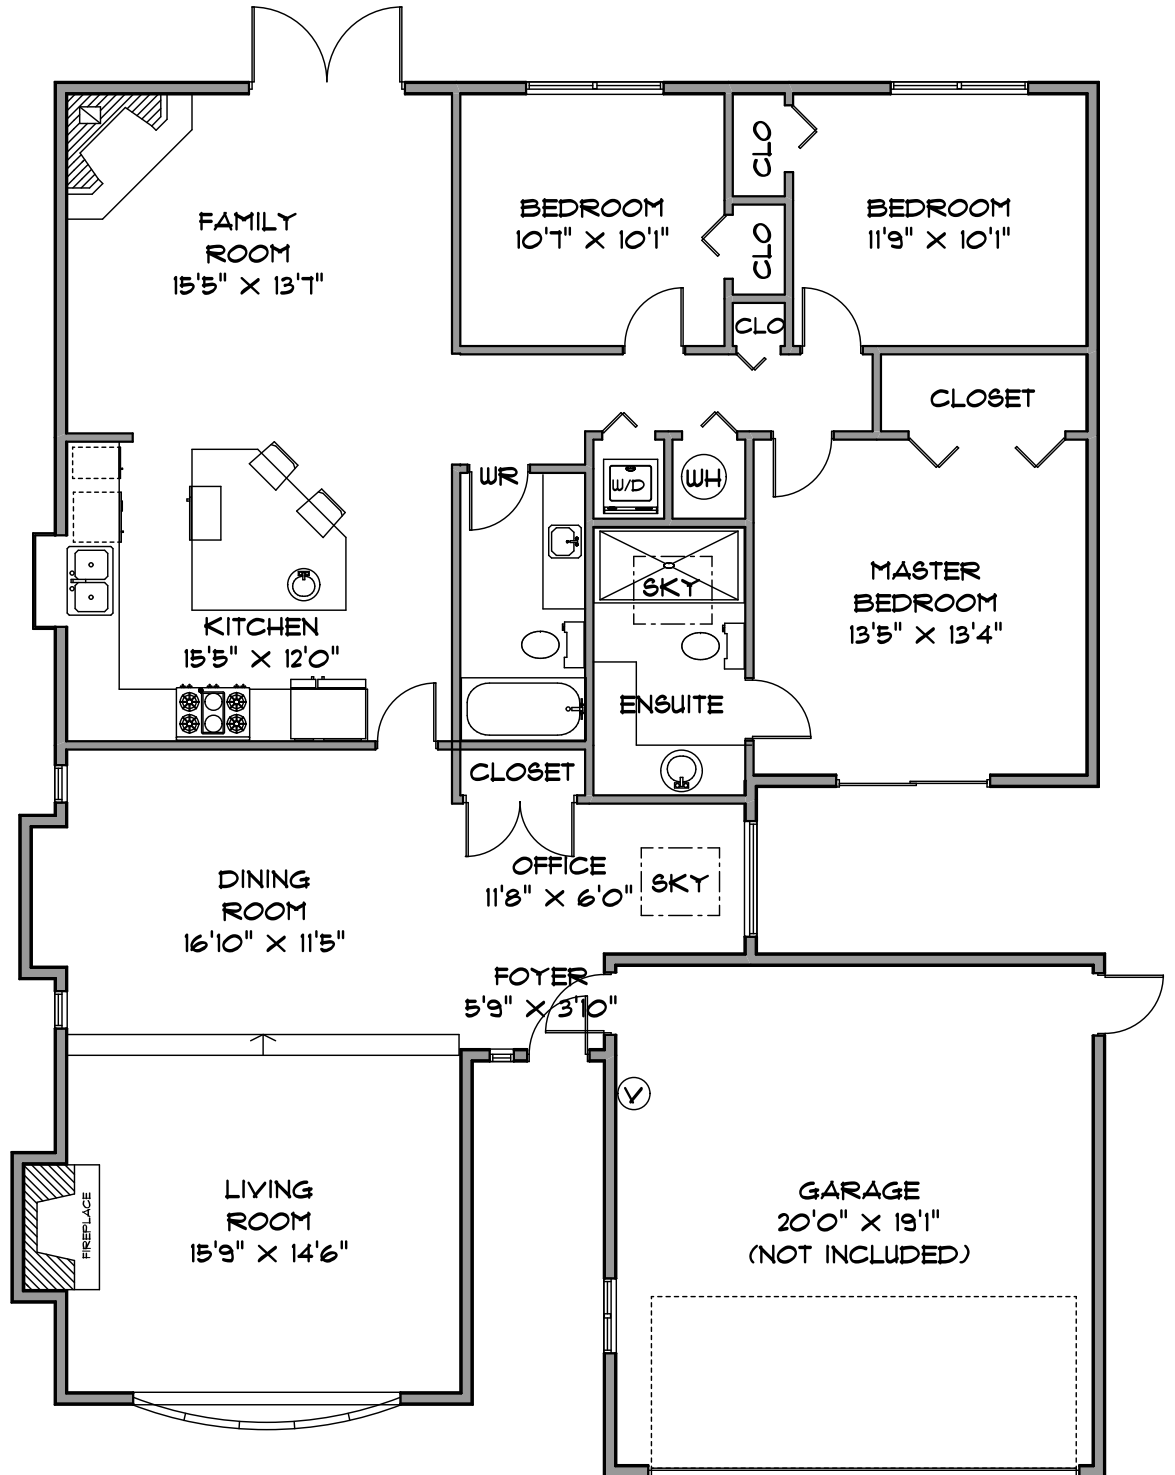 FAMILY
ROOM
15'5" X 13'7"
BEDROOM
10'7" X 10'1"
CLO
CLO
CLO
BEDROOM
11'9" X 10'1"
CLOSET
WR
W/D
WH
SKY
MASTER
BEDROOM
13'5" X 13'4"
KITCHEN
15'5" X 12'0"
ENSUITE
CLOSET
OFFICE
11'8" X 6'0"
SKY
DINING
ROOM
16'10" X 11'5"
FOYER
5'9" X 3'10"
V
LIVING
ROOM
15'9" X 14'6"
FIREPLACE
GARAGE
20'0" X 19'1"
(NOT INCLUDED)